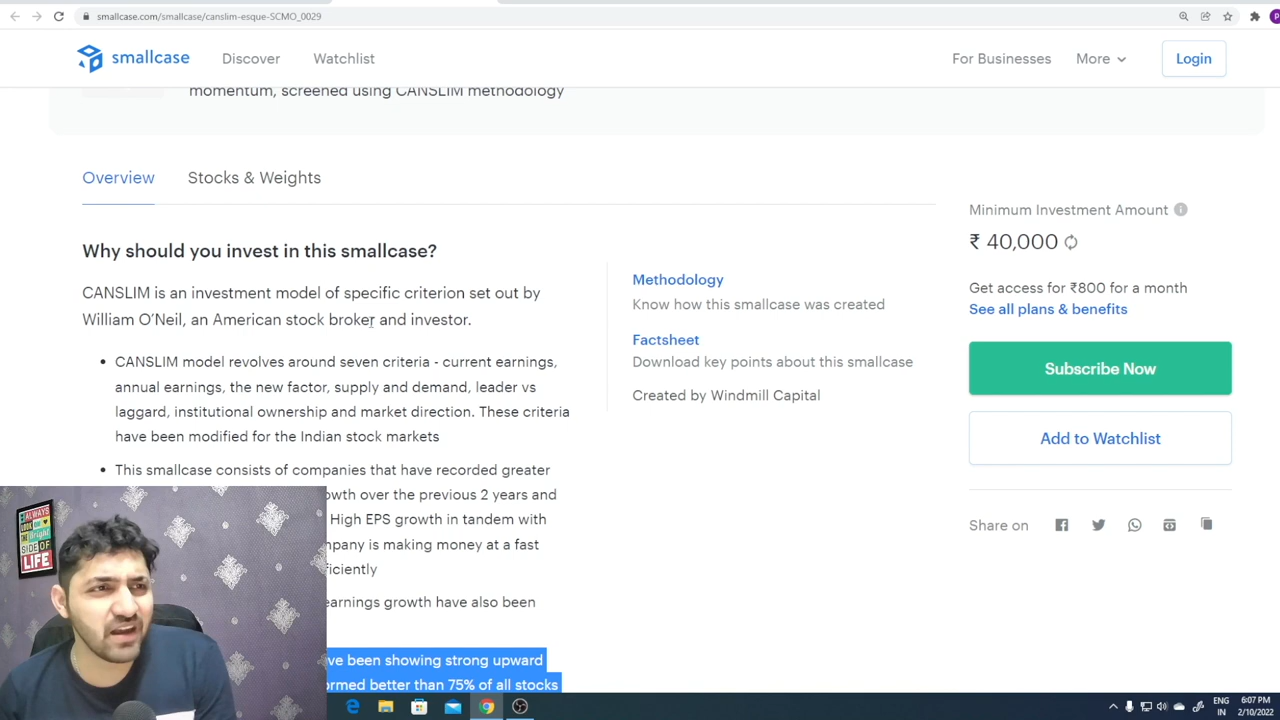 smallcase.com/smallcase/canslim-esque-SCMO_0029
smallcase
Discover
Watchlist
For Businesses
More
Login
momentum, screened using CANSLIM methodology
Overview
Stocks & Weights
Why should you invest in this smallcase?
CANSLIM is an investment model of specific criterion set out by
William O'Neil, an American stock broker and investor.
• CANSLIM model revolves around seven criteria - current earnings,
annual earnings, the new factor, supply and demand, leader vs
laggard, institutional ownership and market direction. These criteria
have been modified for the Indian stock markets
• This smallcase consists of companies that have recorded greater
owth over the previous 2 years and
High EPS growth in tandem with
mpany is making money at a fast
ficiently
earnings growth have also been
ve been showing strong upward
ormed better than 75% of all stocks
Methodology
Know how this smallcase was created
Factsheet
Download key points about this smallcase
Created by Windmill Capital
Minimum Investment Amount
₹ 40,000
Get access for ₹800 for a month
See all plans & benefits
Subscribe Now
Add to Watchlist
Share on
ALWAYS
LOOK ON
THE Bright
SIDE OF
LIFE
ENG
IN
6:07 PM
2/10/2022